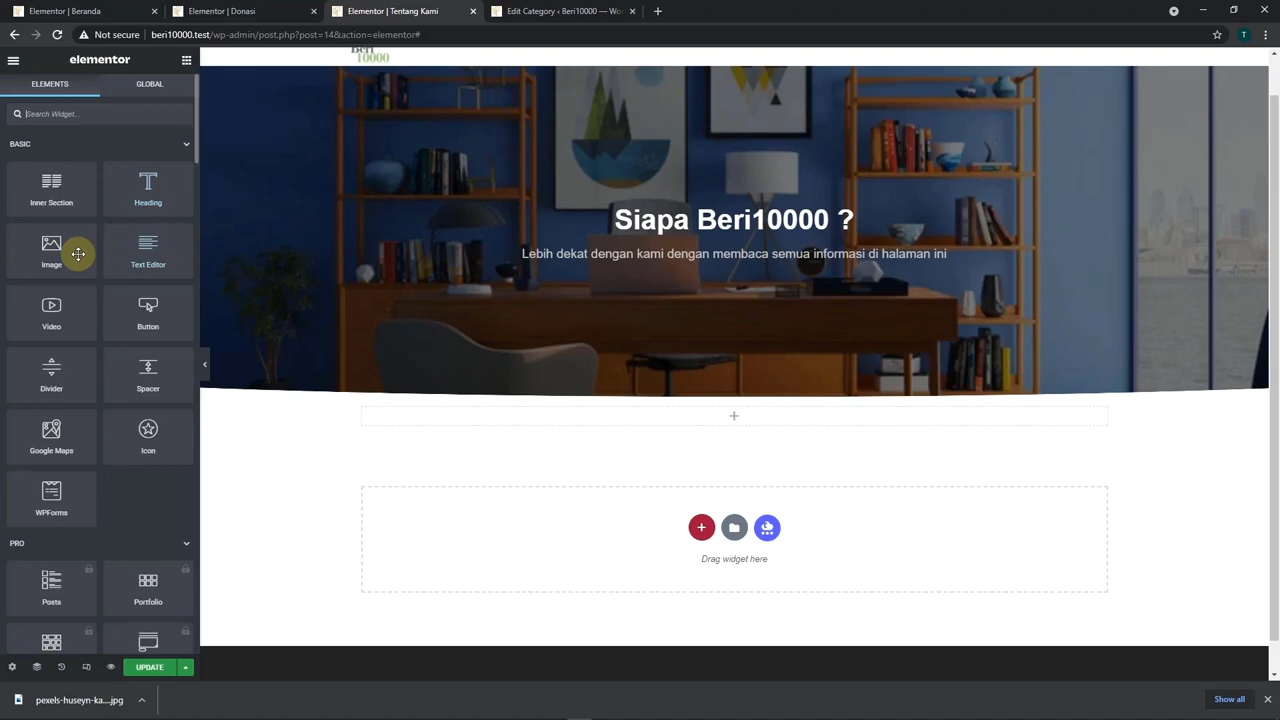 Elementor | Beranda
Elementor | Donasi
Elementor | Tentang Kami
Edit Category ‹ Beri10000 — Wo
Not secure
beri10000.test/wp-admin/post.php?post=14&action=elementor#
T
elementor
Beri
10000
ELEMENTS
GLOBAL
Search Widget...
BASIC
Inner Section
Heading
Image
Text Editor
Video
Button
Divider
Spacer
Google Maps
Icon
WPForms
PRO
Posts
Portfolio
UPDATE
Siapa Beri10000 ?
Lebih dekat dengan kami dengan membaca semua informasi di halaman ini
Drag widget here
pexels-huseyn-ka....jpg
Show all